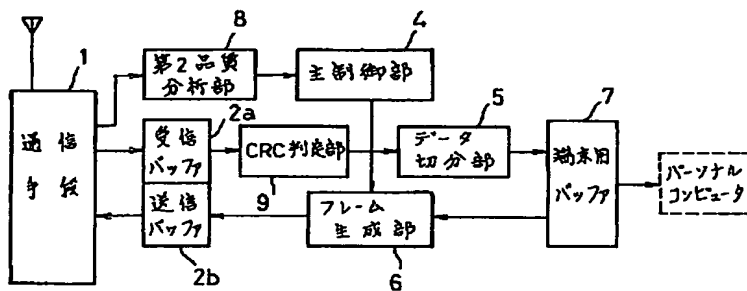 8
4
1
第2品質
分析部
主制御部
2a
5
7
通信
手段
受信
バッファ
CRC判定部
データ
切分部
端末用
バッファ
パーソナル
コンピュータ
9
送信
バッファ
フレーム
生成部
2b
6